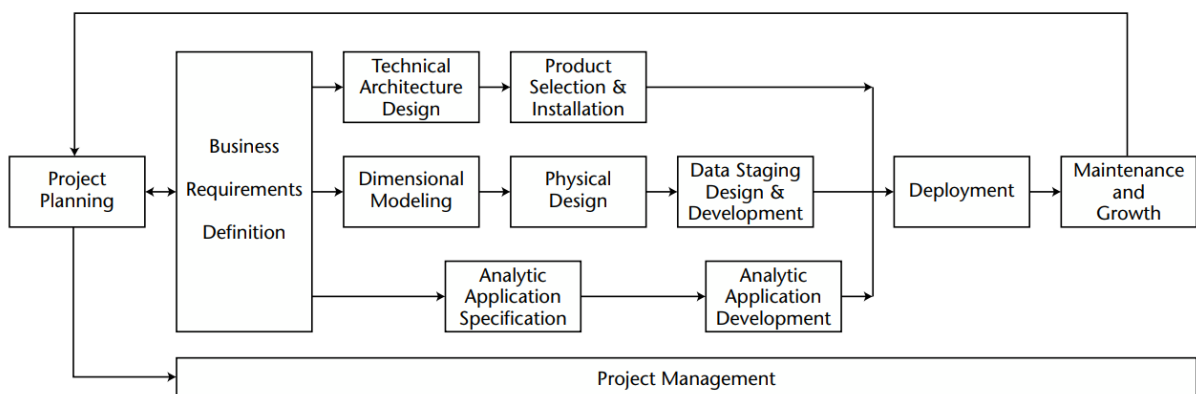 Technical
Architecture
Design
Product
Selection &
Installation
Business
Requirements
Definition
Project
Planning
Dimensional
Modeling
Physical
Design
Data Staging
Design &
Development
Deployment
Maintenance
and
Growth
Analytic
Application
Specification
Analytic
Application
Development
Project Management